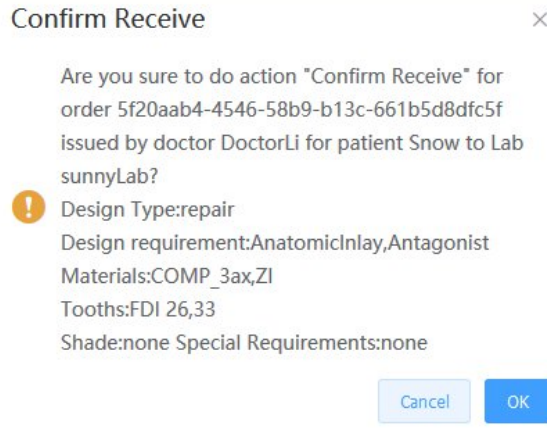 Confirm Receive
Are you sure to do action "Confirm Receive" for
order 5f20aab4-4546-58b9-b13c-661b5d8dfc5f
issued by doctor DoctorLi for patient Snow to Lab
sunnyLab?
Design Type:repair
Design requirement:AnatomicInlay,Antagonist
Materials:COMP_3ax,ZI
Tooths:FDI 26,33
Shade:none Special Requirements:none
Cancel
OK